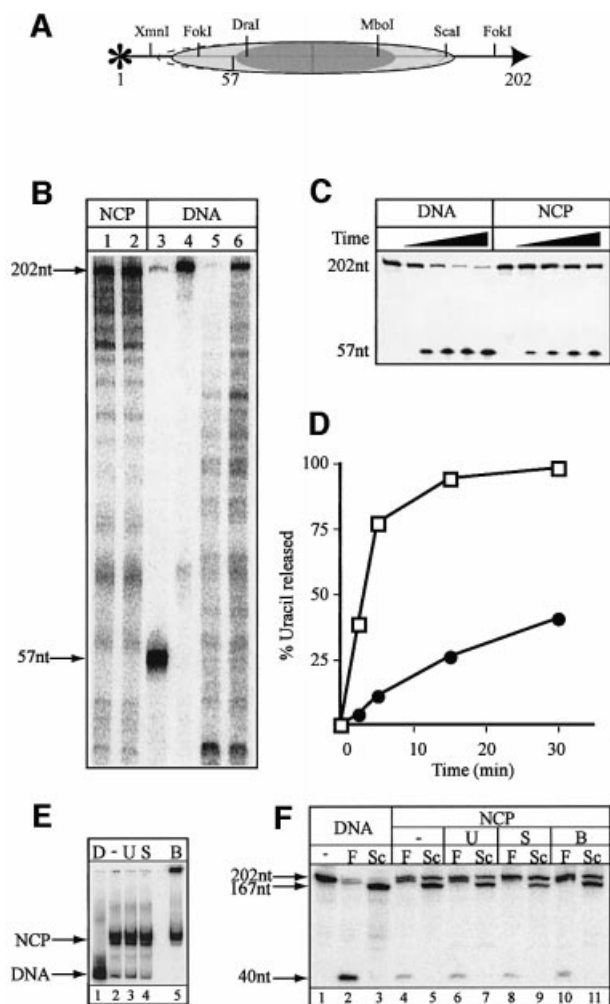 A
XmnI FokI DraI MboI ScaI FokI
* 1 57 202
B
NCP DNA
1 2 3 4 5 6
202nt
57nt
C
DNA NCP
Time
202nt
57nt
D
% Uracil released
100
75
50
25
0 10 20 30
Time (min)
E
D - U S B
NCP
DNA
1 2 3 4 5
F
DNA NCP
- U S B
- F Sc F Sc F Sc F Sc F Sc
202nt
167nt
40nt
1 2 3 4 5 6 7 8 9 10 11